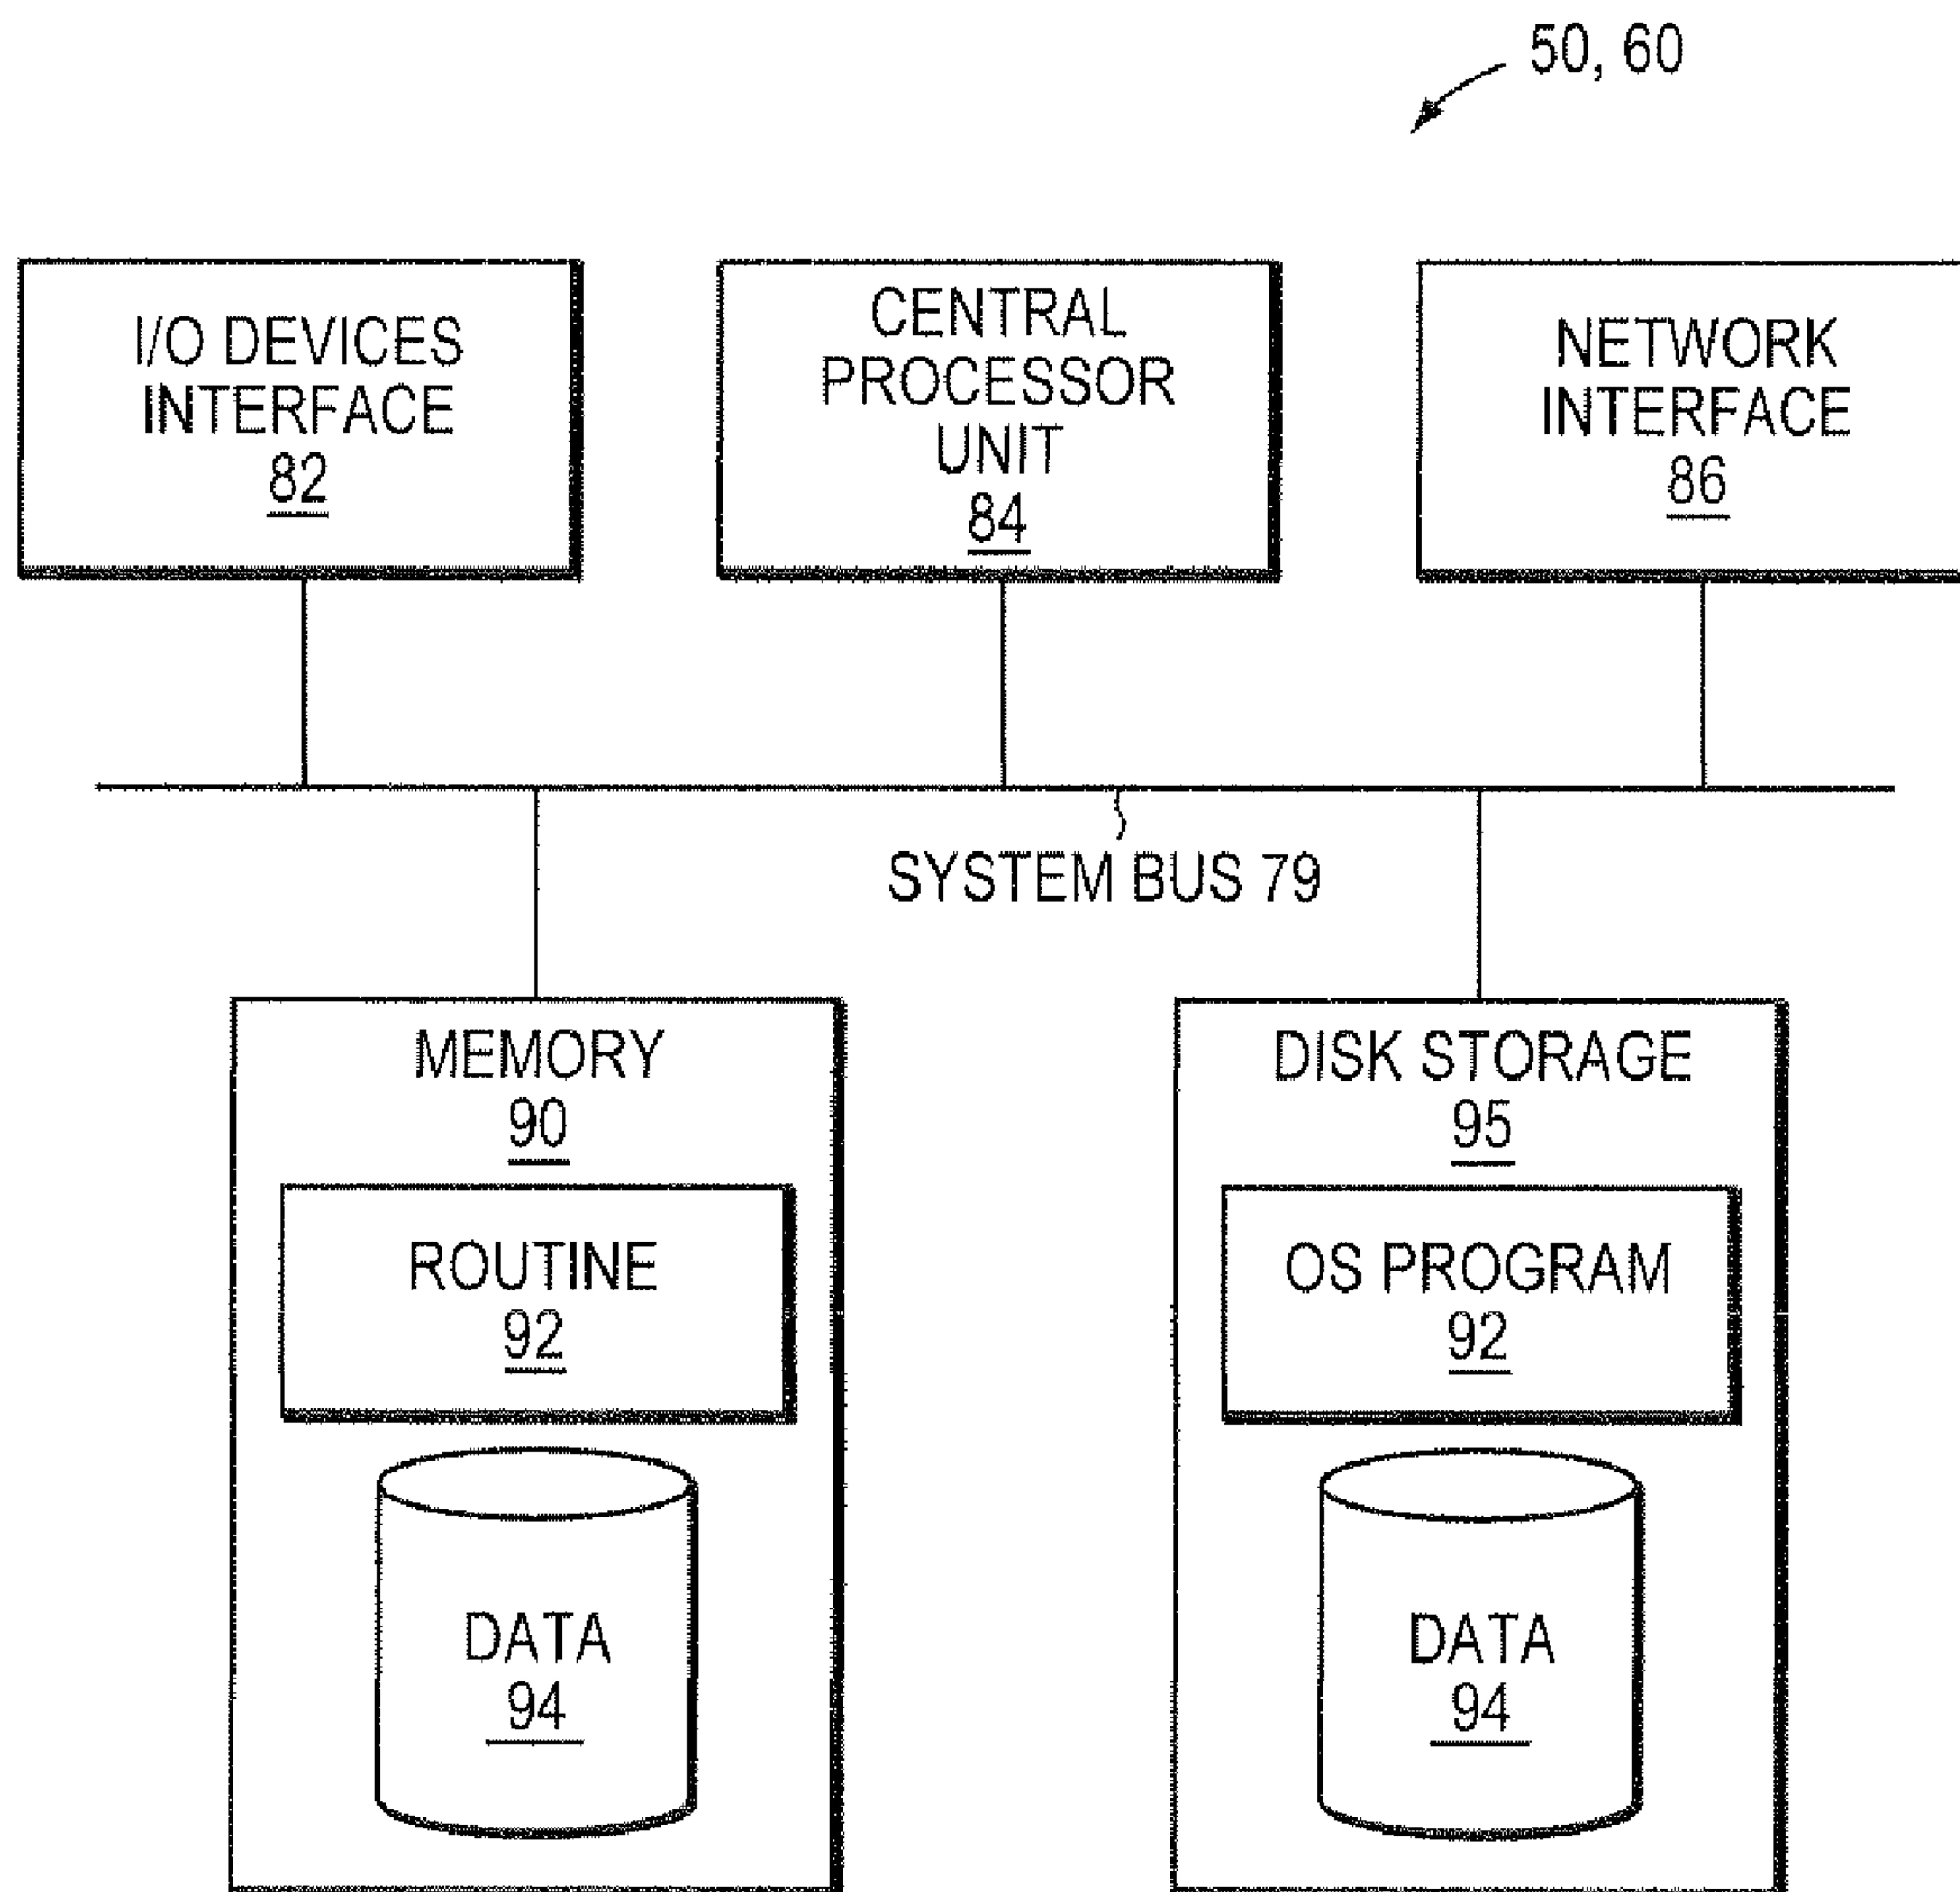 50, 60
I/O DEVICES
INTERFACE
82
CENTRAL
PROCESSOR
UNIT
84
NETWORK
INTERFACE
86
SYSTEM BUS 79
MEMORY
90
ROUTINE
92
DATA
94
DISK STORAGE
95
OS PROGRAM
92
DATA
94